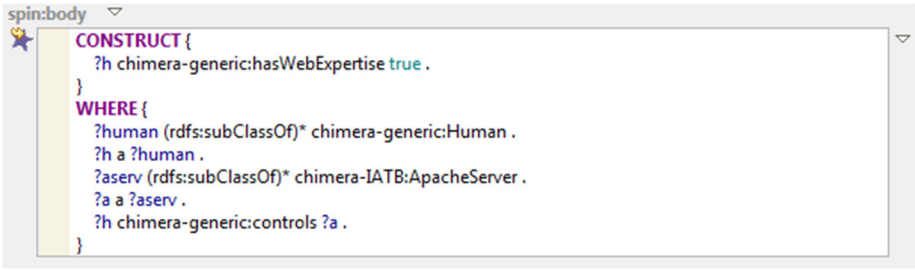 spin:body
CONSTRUCT {
?h chimera-generic:hasWebExpertise true .
}
WHERE {
?human (rdfs:subClassOf)* chimera-generic:Human .
?h a ?human .
?aserv (rdfs:subClassOf)* chimera-IATB:ApacheServer .
?a a ?aserv .
?h chimera-generic:controls ?a .
}